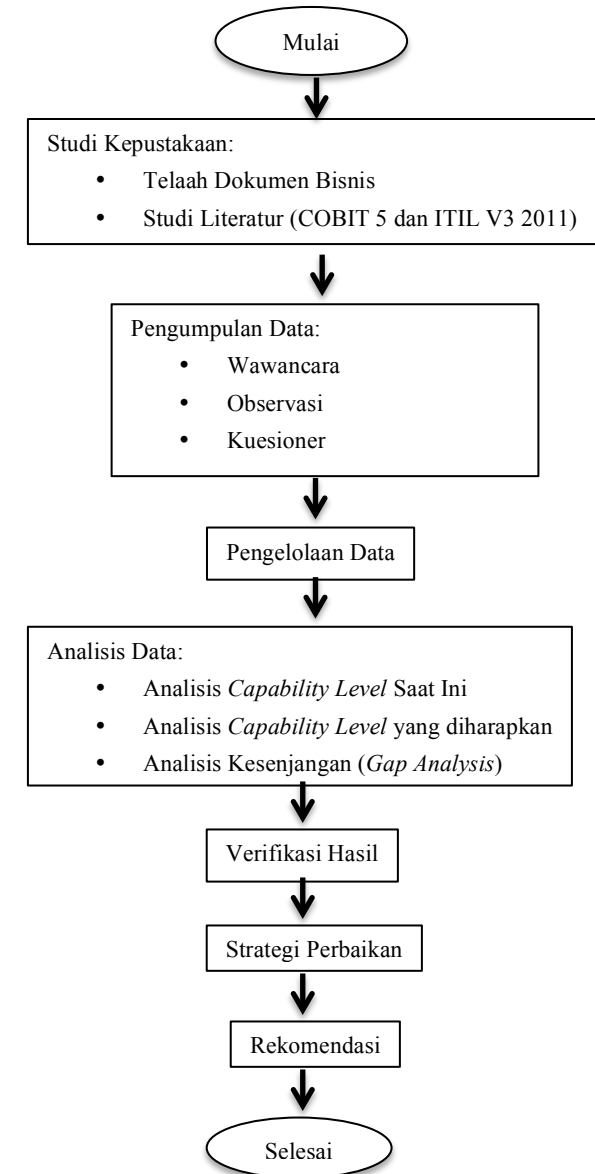 Mulai
Studi Kepustakaan:
• Telaah Dokumen Bisnis
• Studi Literatur (COBIT 5 dan ITIL V3 2011)
Pengumpulan Data:
• Wawancara
• Observasi
• Kuesioner
Pengelolaan Data
Analisis Data:
• Analisis Capability Level Saat Ini
• Analisis Capability Level yang diharapkan
• Analisis Kesenjangan (Gap Analysis)
Verifikasi Hasil
Strategi Perbaikan
Rekomendasi
Selesai